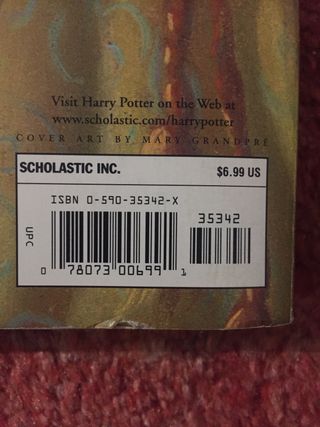 Visit Harry Potter on the Web at
www.scholastic.com/harrypotter
COVER ART BY MARY GRANDPRÉ
SCHOLASTIC INC. $6.99 US
ISBN 0-590-35342-X
35342
UPC
0 78073 00699 1